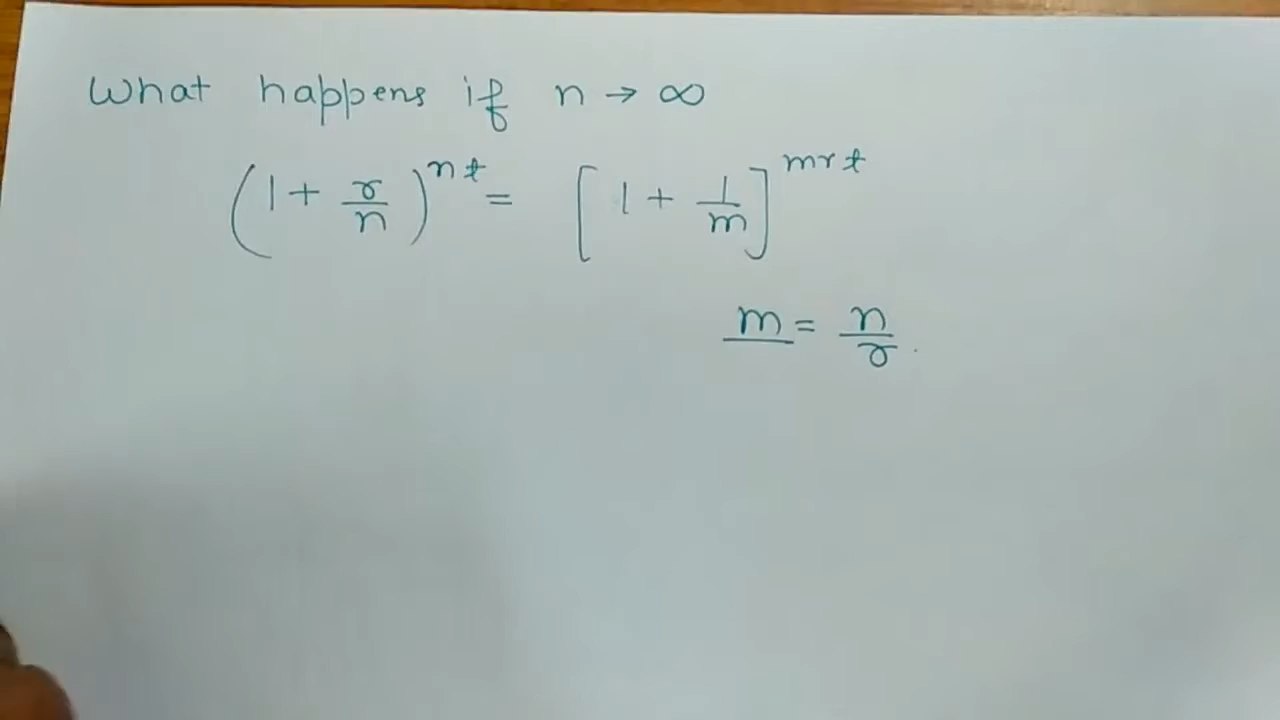 What happens if n → ∞
(1 + r/n)^nt = [1 + 1/m]^mrt
m = n/r.